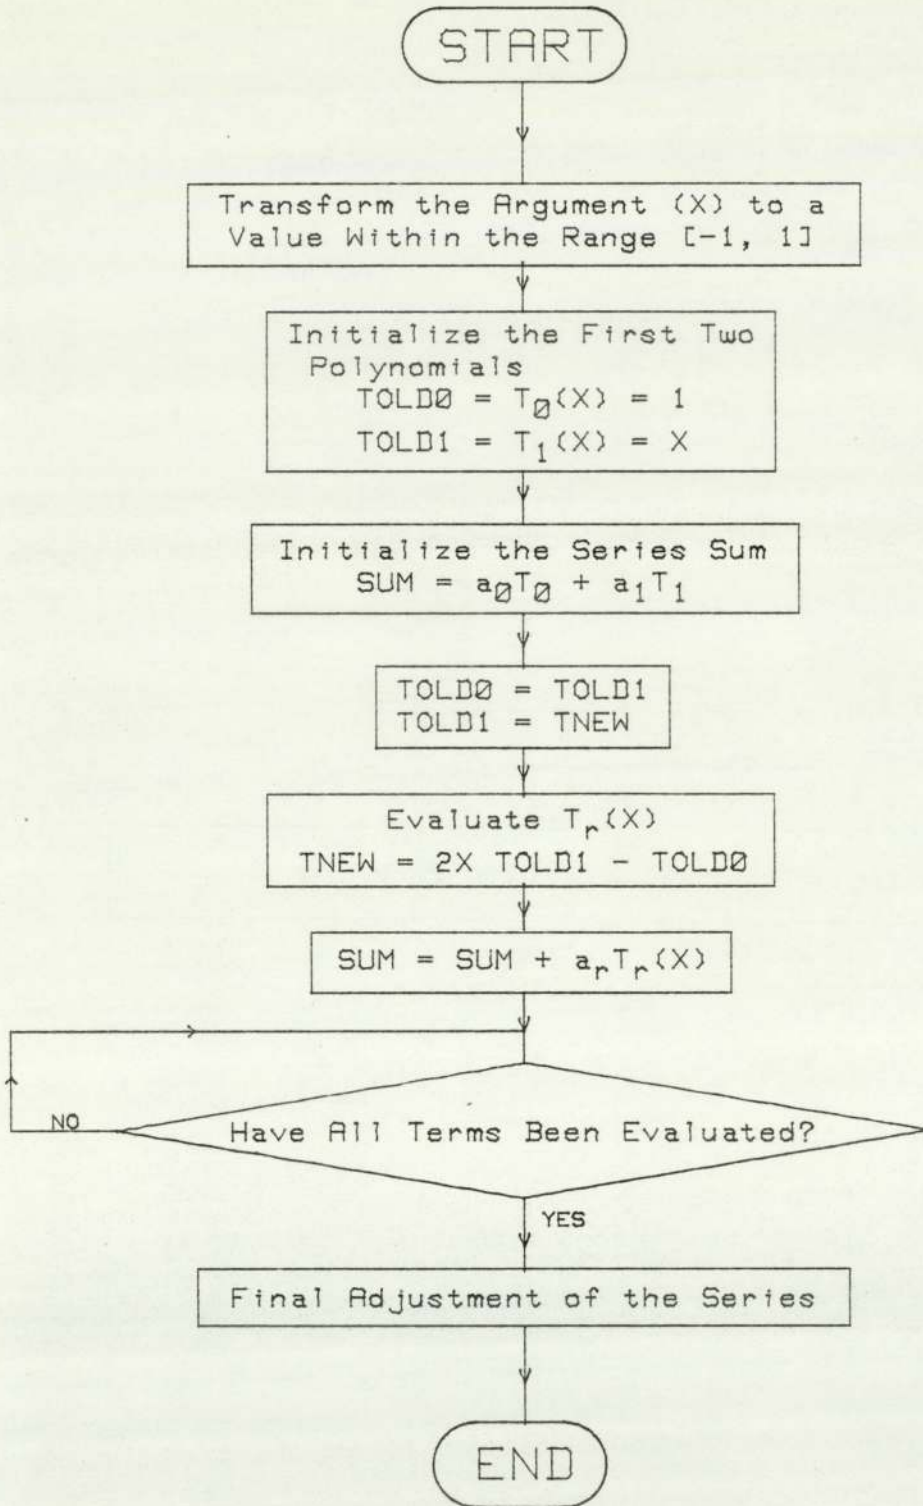 START
Transform the Argument (X) to a
Value Within the Range [-1, 1]
Initialize the First Two
Polynomials
TOLD0 = T0(X) = 1
TOLD1 = T1(X) = X
Initialize the Series Sum
SUM = a0T0 + a1T1
TOLD0 = TOLD1
TOLD1 = TNEW
Evaluate Tr(X)
TNEW = 2X TOLD1 - TOLD0
SUM = SUM + arTr(X)
NO
Have All Terms Been Evaluated?
YES
Final Adjustment of the Series
END